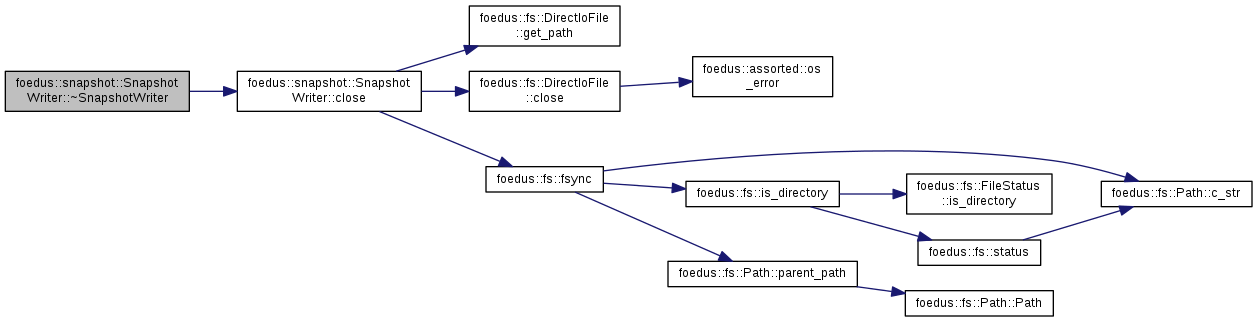 foedus::snapshot::Snapshot
Writer::~SnapshotWriter
foedus::snapshot::Snapshot
Writer::close
foedus::fs::DirectIoFile
::get_path
foedus::fs::DirectIoFile
::close
foedus::assorted::os
_error
foedus::fs::fsync
foedus::fs::is_directory
foedus::fs::FileStatus
::is_directory
foedus::fs::Path::c_str
foedus::fs::status
foedus::fs::Path::parent_path
foedus::fs::Path::Path